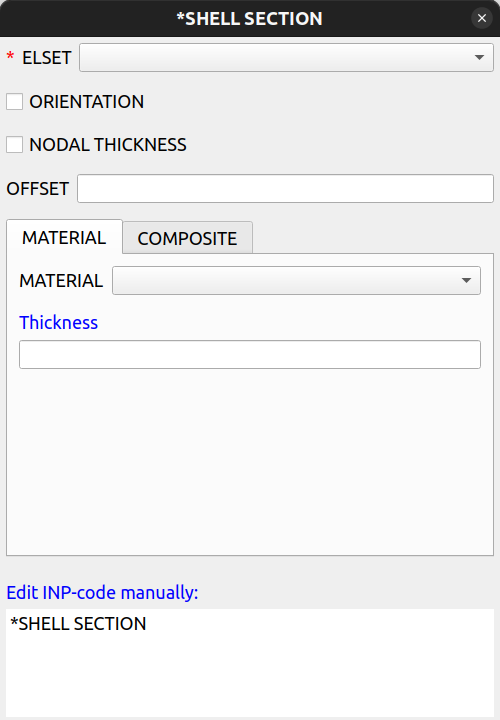 *SHELL SECTION
* ELSET
ORIENTATION
NODAL THICKNESS
OFFSET
MATERIAL COMPOSITE
MATERIAL
Thickness
Edit INP-code manually:
*SHELL SECTION